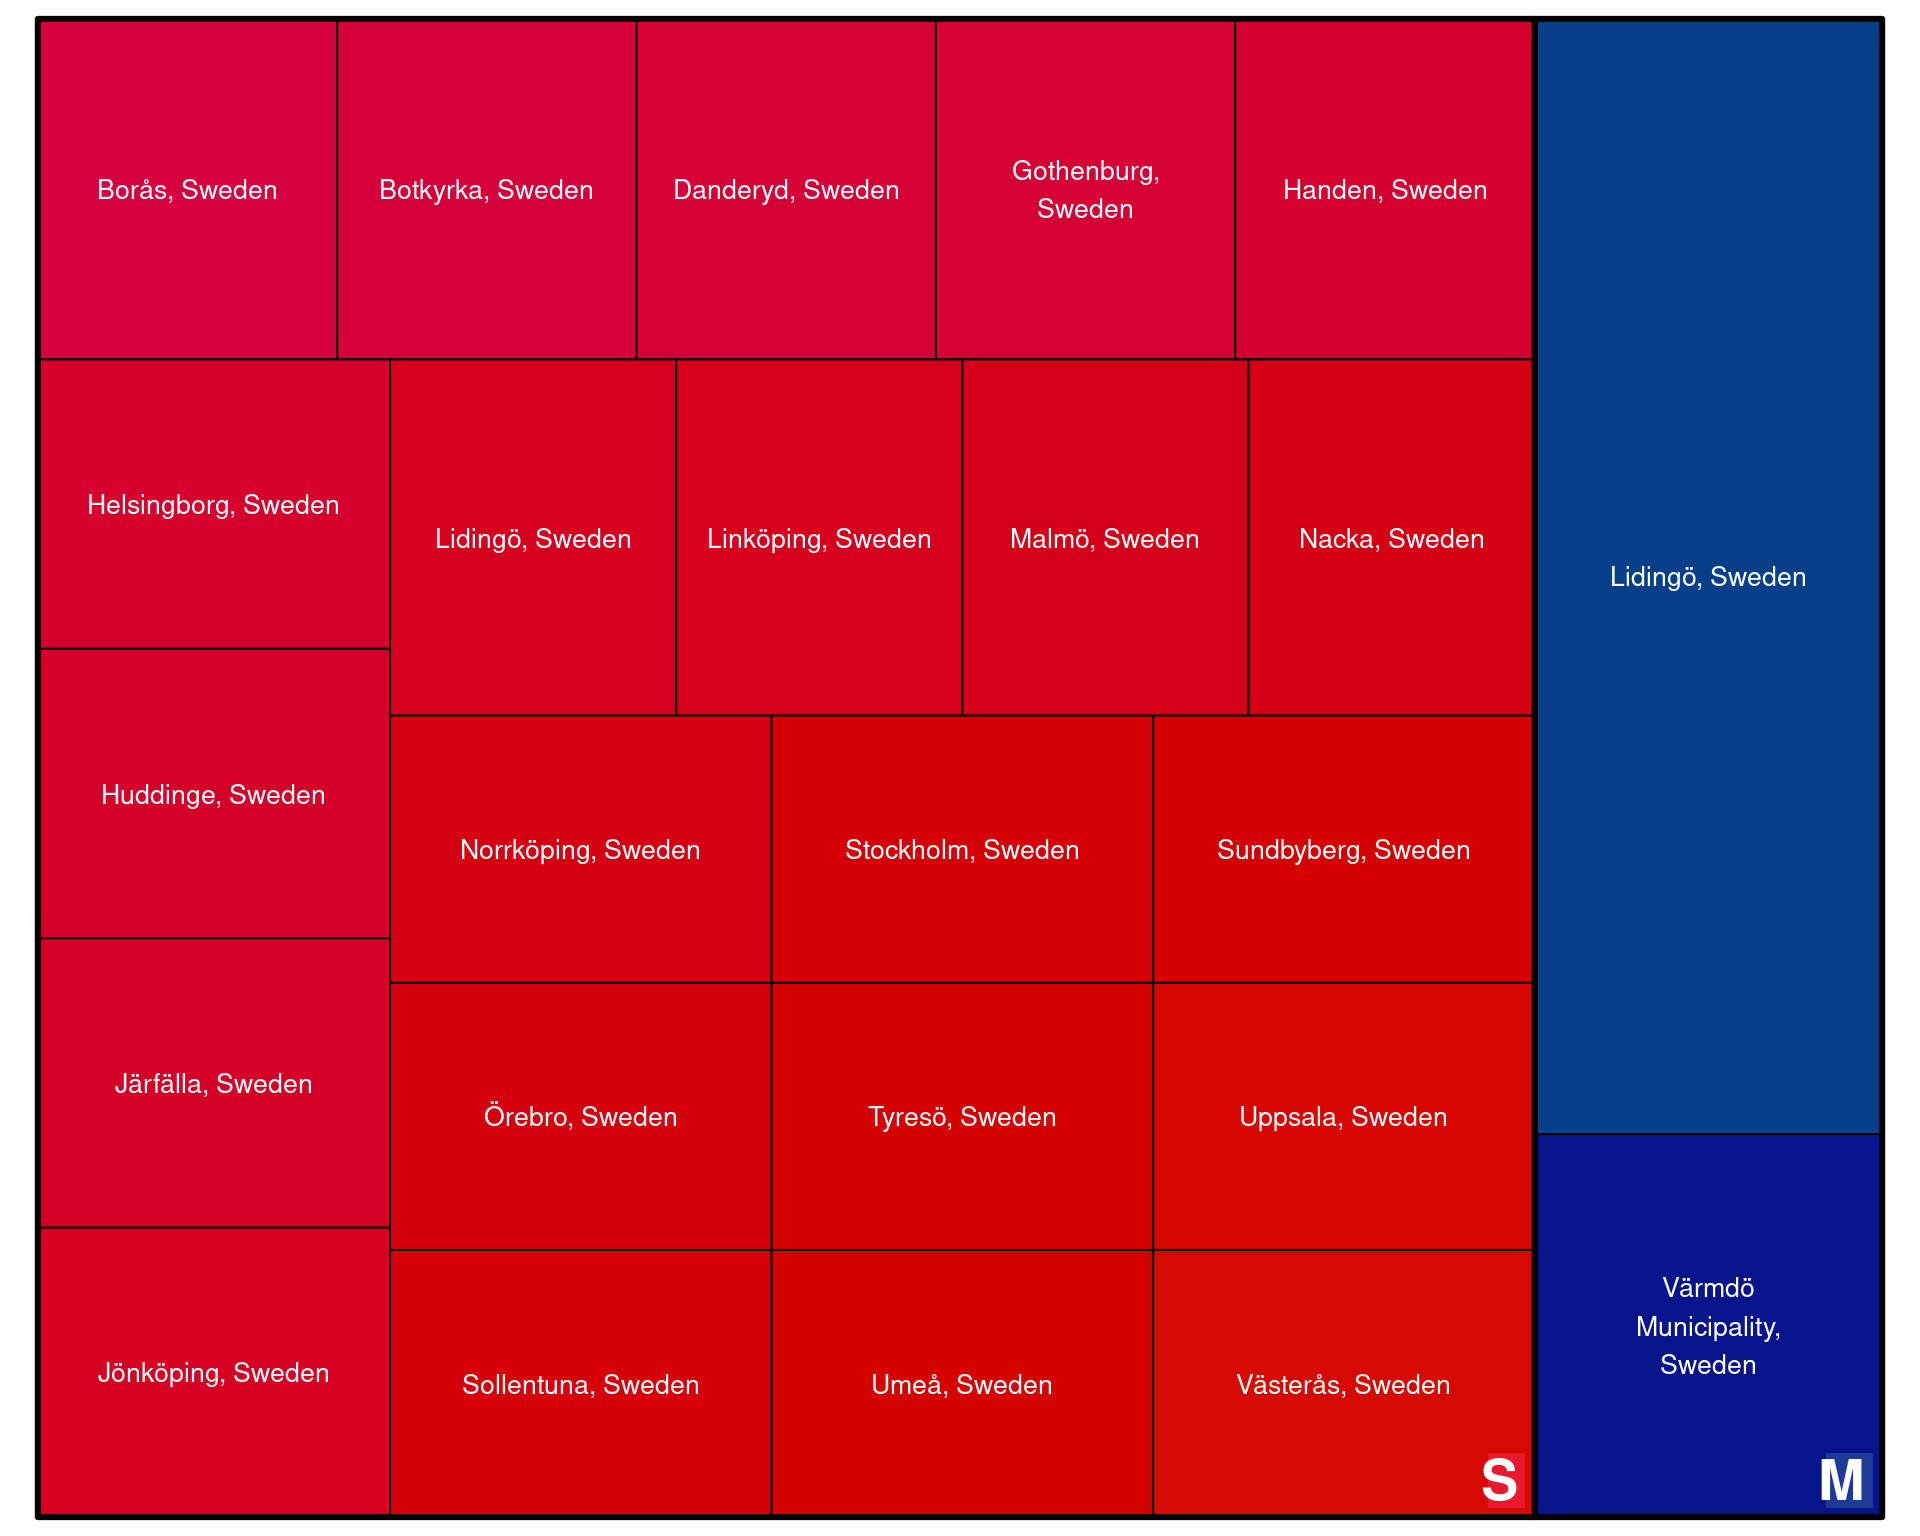 Borås, Sweden
Botkyrka, Sweden
Danderyd, Sweden
Gothenburg,
Sweden
Handen, Sweden
Helsingborg, Sweden
Lidingö, Sweden
Linköping, Sweden
Malmö, Sweden
Nacka, Sweden
Huddinge, Sweden
Norrköping, Sweden
Stockholm, Sweden
Sundbyberg, Sweden
Järfälla, Sweden
Örebro, Sweden
Tyresö, Sweden
Uppsala, Sweden
Jönköping, Sweden
Sollentuna, Sweden
Umeå, Sweden
Västerås, Sweden
S
Lidingö, Sweden
Värmdö
Municipality,
Sweden
M